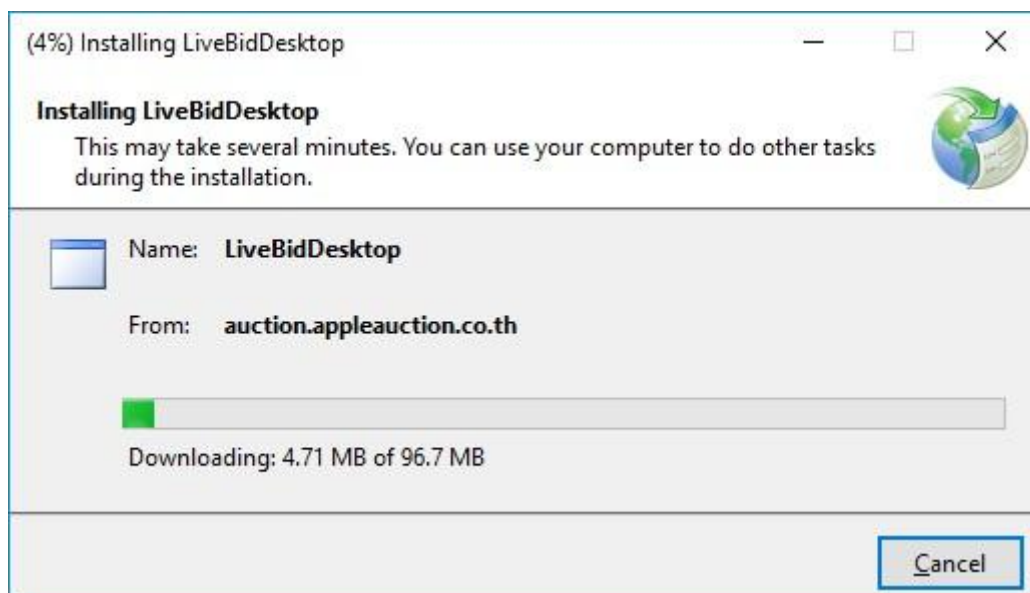 (4%) Installing LiveBidDesktop
Installing LiveBidDesktop
This may take several minutes. You can use your computer to do other tasks
during the installation.
Name: LiveBidDesktop
From: auction.appleauction.co.th
Downloading: 4.71 MB of 96.7 MB
Cancel